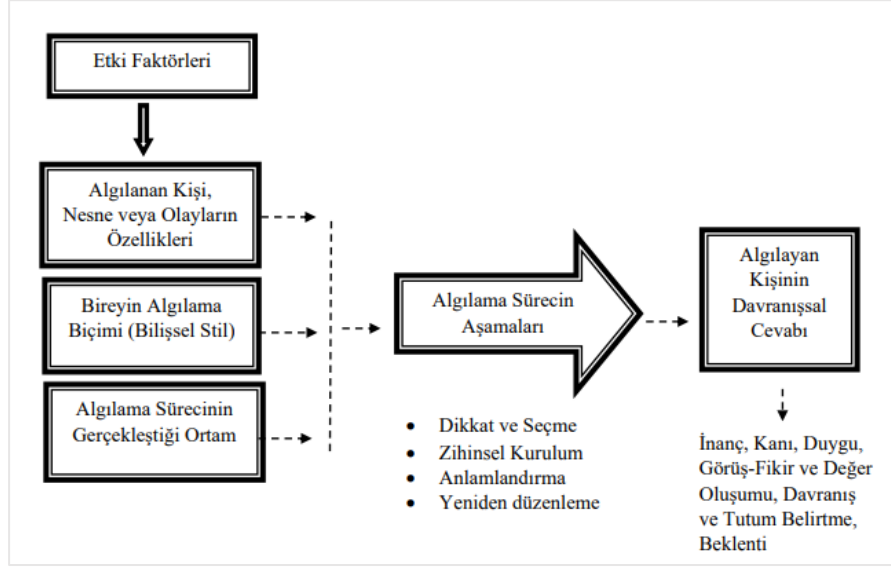 Etki Faktörleri
Algılanan Kişi,
Nesne veya Olayların
Özellikleri
Bireyin Algılama
Biçimi (Bilişsel Stil)
Algılama Sürecinin
Gerçekleştiği Ortam
Algılama Sürecin
Aşamaları
• Dikkat ve Seçme
• Zihinsel Kurulum
• Anlamlandırma
• Yeniden düzenleme
Algılayan
Kişinin
Davranışsal
Cevabı
İnanç, Kanı, Duygu,
Görüş-Fikir ve Değer
Oluşumu, Davranış
ve Tutum Belirtme,
Beklenti